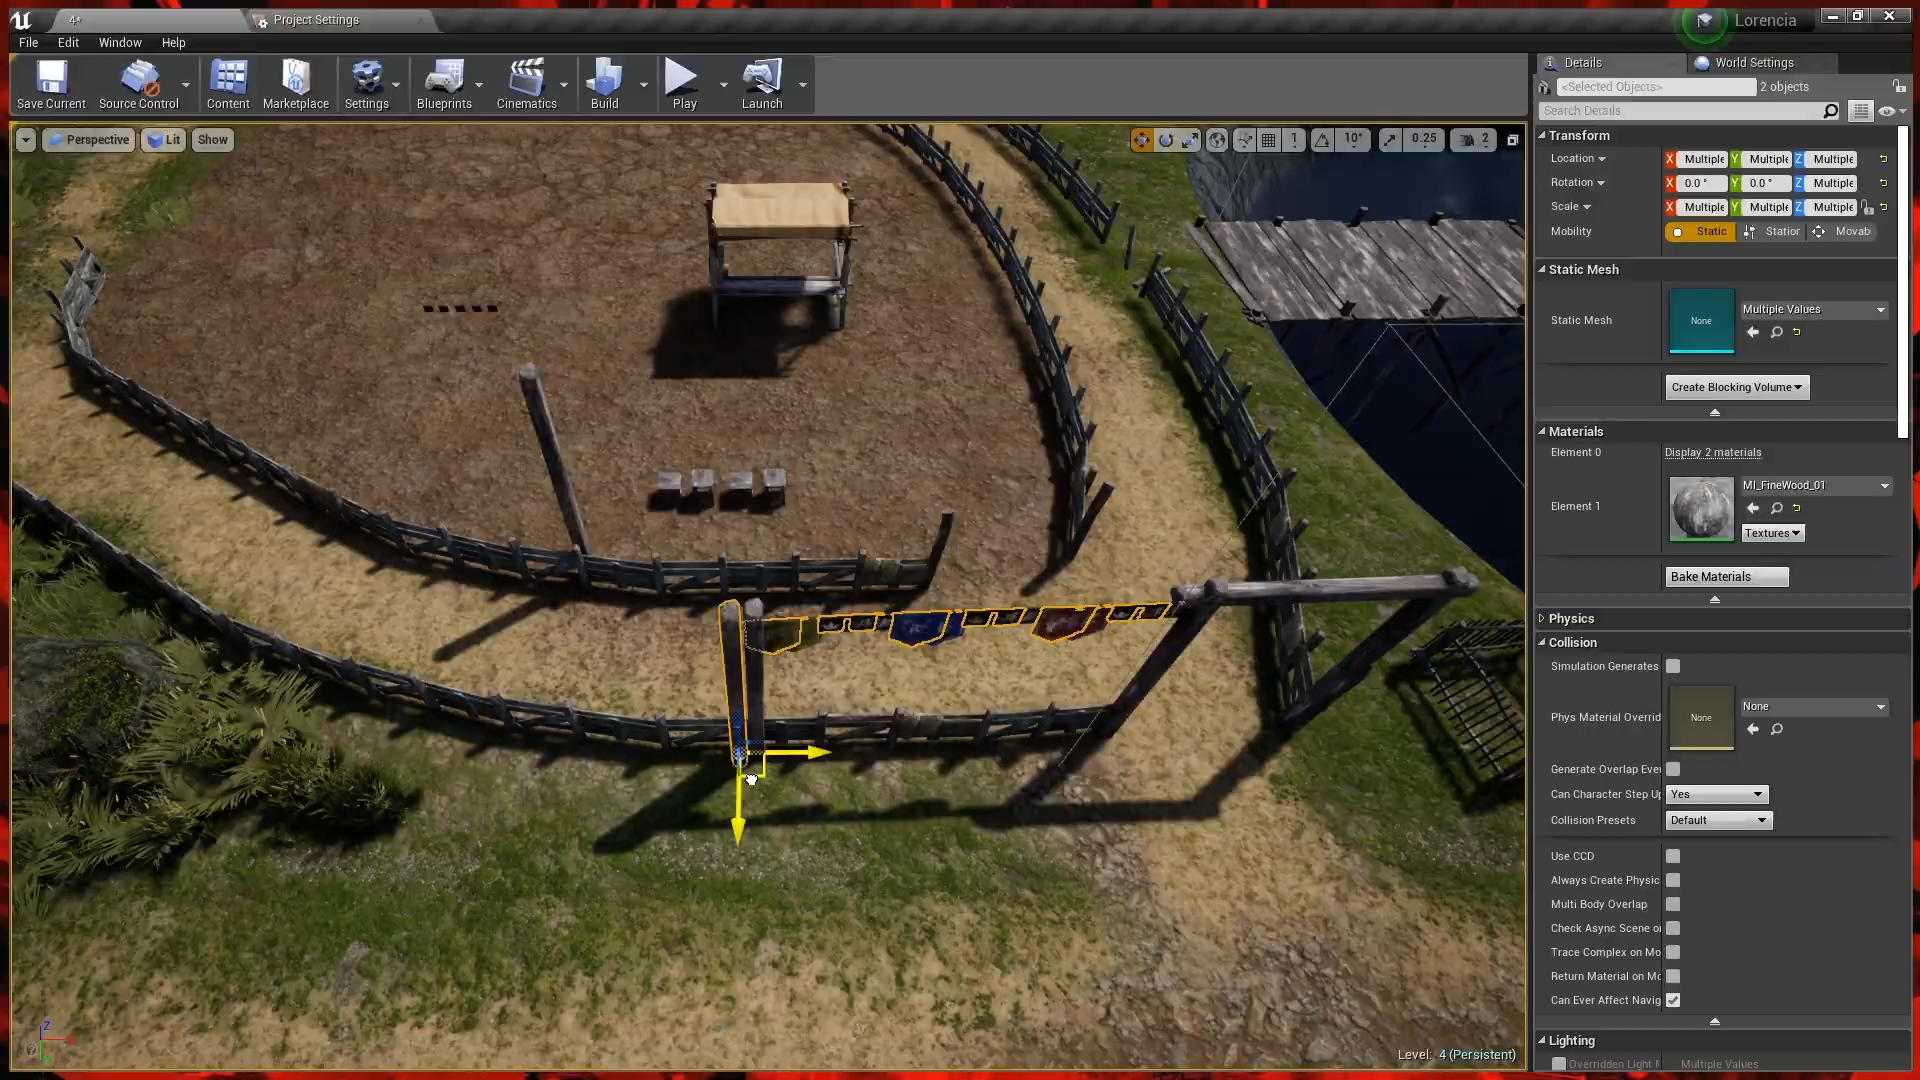 4*
Project Settings
Lorencia
File Edit Window Help
Save Current
Source Control
Content
Marketplace
Settings
Blueprints
Cinematics
Build
Play
Launch
Perspective
Lit
Show
1
10°
0.25
2
Details
World Settings
<Selected Objects>
2 objects
Search Details
Transform
Location X Multiple Y Multiple Z Multiple
Rotation X 0.0 ° Y 0.0 ° Z Multiple
Scale X Multiple Y Multiple Z Multiple
Mobility Static Station Movab
Static Mesh
Static Mesh
None
Multiple Values
Create Blocking Volume
Materials
Element 0 Display 2 materials
Element 1
MI_FineWood_01
Textures
Bake Materials
Physics
Collision
Simulation Generates
Phys Material Overrid
None
None
Generate Overlap Even
Can Character Step Up Yes
Collision Presets Default
Use CCD
Always Create Physic
Multi Body Overlap
Check Async Scene o
Trace Complex on Mo
Return Material on Mo
Can Ever Affect Navig
Lighting
Overridden Light M Multiple Values
Level: 4 (Persistent)
Z